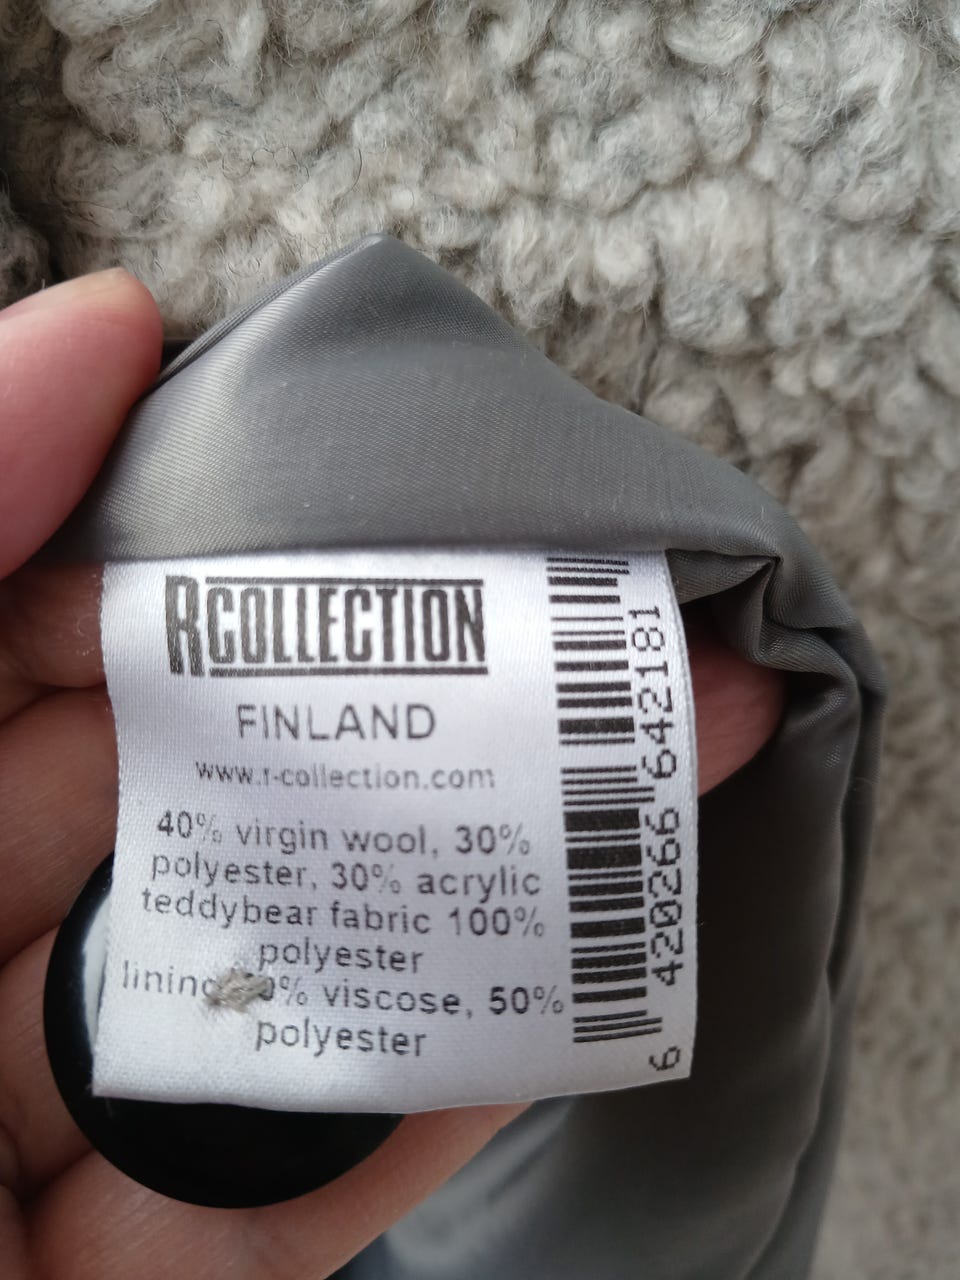 RCOLLECTION
FINLAND
www.r-collection.com
40% virgin wool, 30%
polyester, 30% acrylic
teddybear fabric 100%
polyester
50% viscose, 50%
polyester
6 420266 642181